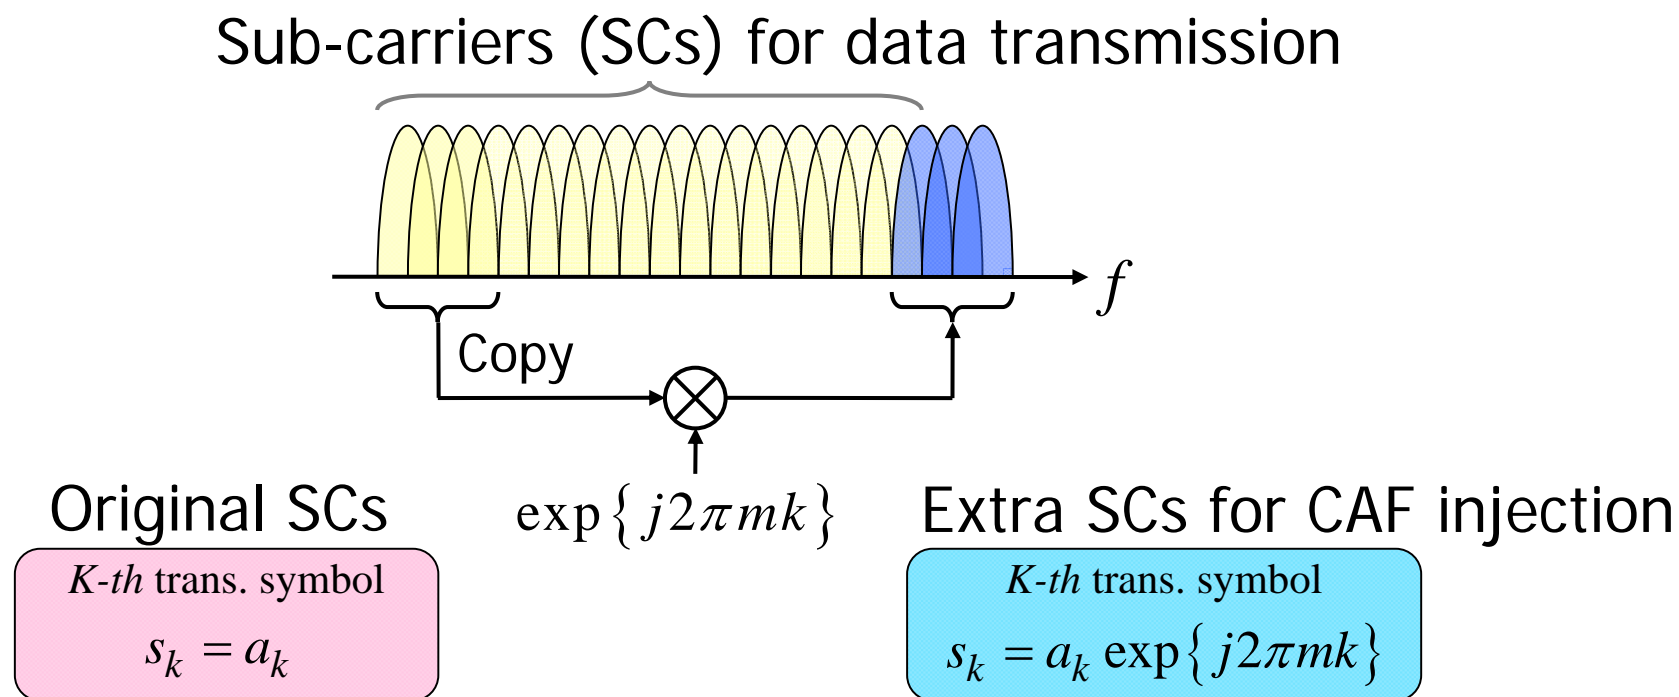 Sub-carriers (SCs) for data transmission
f
Copy
exp{j2πmk}
Original SCs
K-th trans. symbol
s_k = a_k
Extra SCs for CAF injection
K-th trans. symbol
s_k = a_k exp{j2πmk}